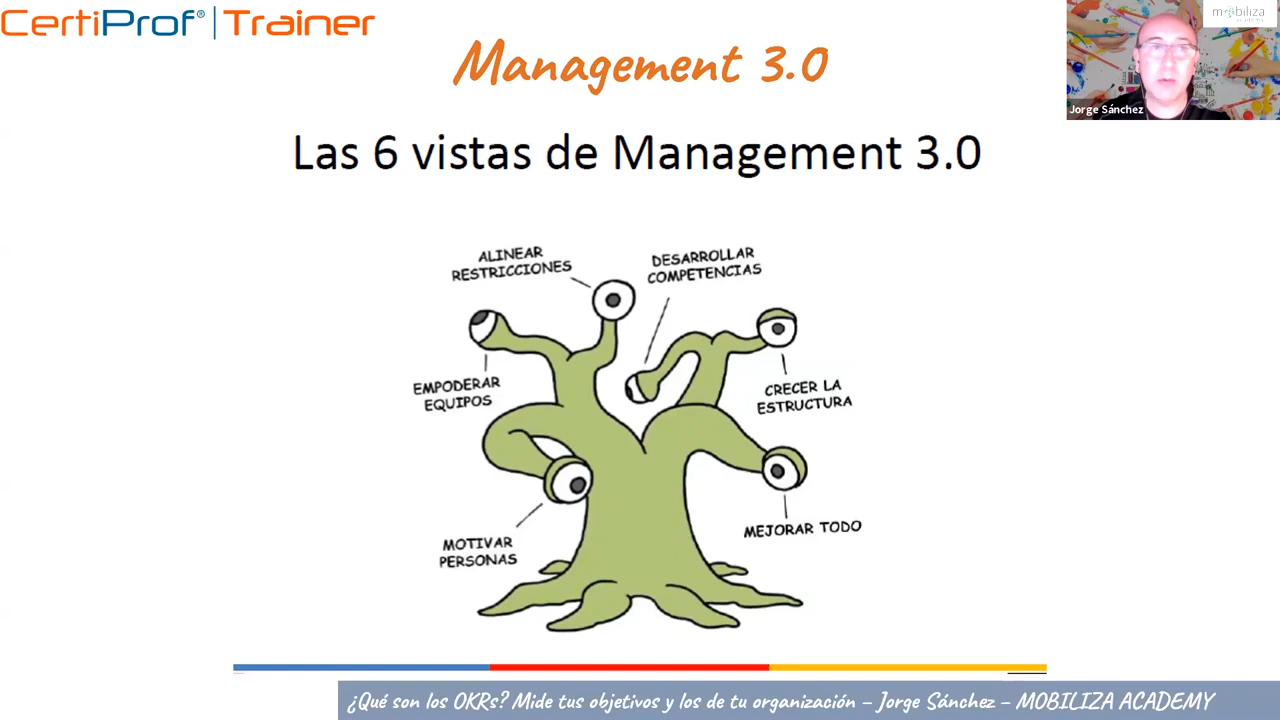 CertiProf® | Trainer
mobiliza
academy
Jorge Sánchez
Management 3.0
Las 6 vistas de Management 3.0
ALINEAR
RESTRICCIONES
DESARROLLAR
COMPETENCIAS
EMPODERAR
EQUIPOS
CRECER LA
ESTRUCTURA
MOTIVAR
PERSONAS
MEJORAR TODO
¿Qué son los OKRs? Mide tus objetivos y los de tu organización – Jorge Sánchez – MOBILIZA ACADEMY